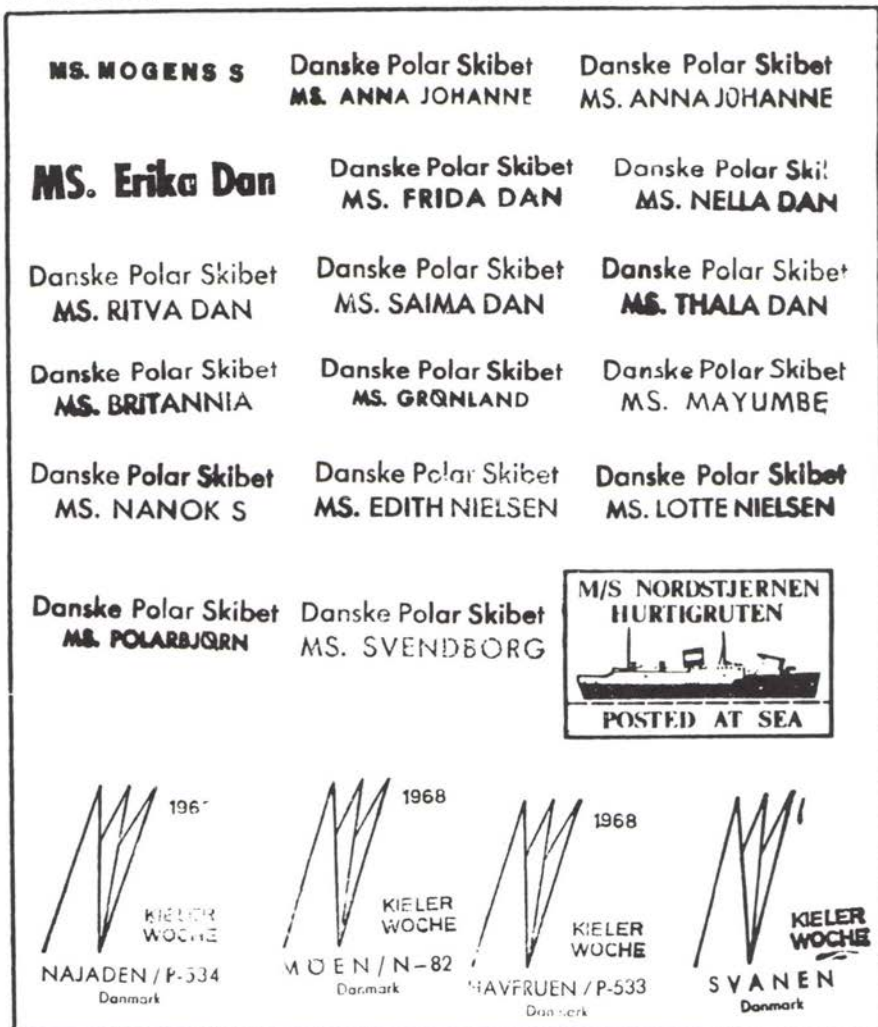 MS. MOGENS S
Danske Polar Skibet
MS. ANNA JOHANNE
Danske Polar Skibet
MS. ANNA JOHANNE
MS. Erika Dan
Danske Polar Skibet
MS. FRIDA DAN
Danske Polar
MS. NELLA DAN
Danske Polar Skibet
MS. RITVA DAN
Danske Polar Skibet
MS. SAIMA DAN
Danske Polar Skibet
MS. THALA DAN
Danske Polar Skibet
MS. BRITANNIA
Danske Polar Skibet
MS. GRØNLAND
Danske Polar Skibet
MS. MAYUMBE
Danske Polar Skibet
MS. NANOK S
Danske Polar Skibet
MS. EDITH NIELSEN
Danske Polar Skibet
MS. LOTTE NIELSEN
Danske Polar Skibet
MS. POLARBJØRN
Danske Polar Skibet
MS. SVENDBORG
M/S NORDSTJERNEN
HURTIGRUTEN
POSTED AT SEA
KIELER
WOCHE
NAJADEN / P-534
Danmark
1968
KIELER
WOCHE
MÖEN / N-82
Danmark
1968
KIELER
WOCHE
HAVFRUEN / P-533
Danmark
KIELER
WOCHE
SVANEN
Danmark